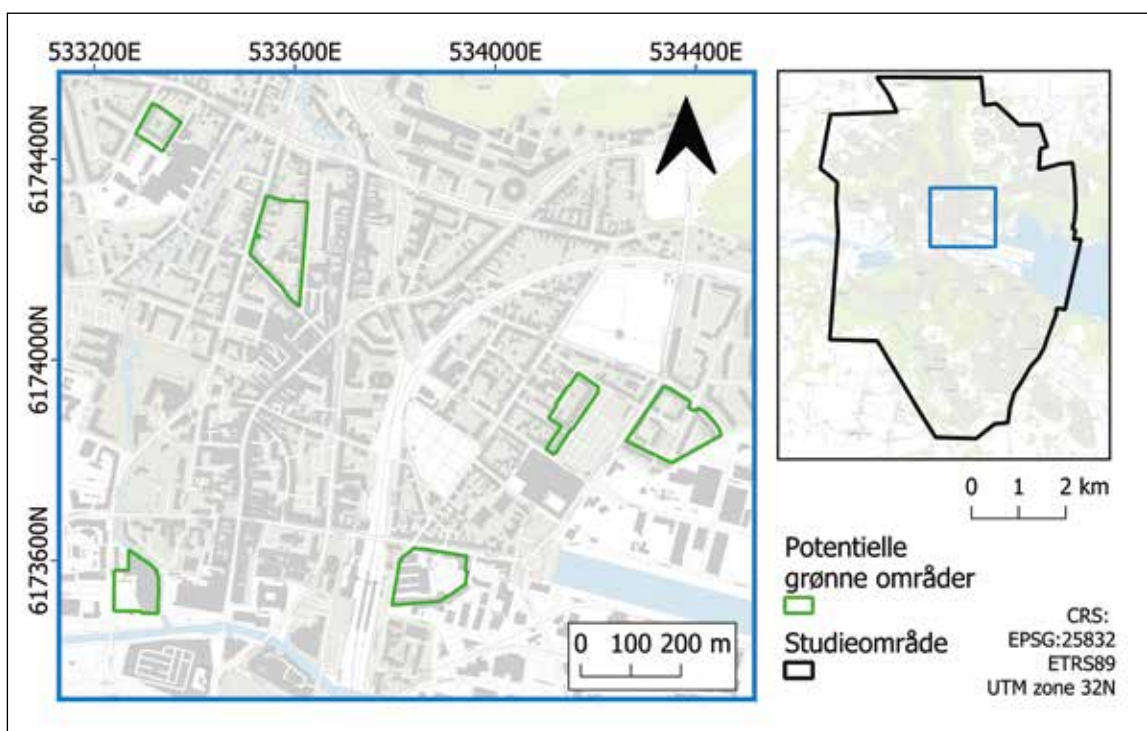 533200E 533600E 534000E 534400E
6174400N
6174000N
6173600N
0 100 200 m
0 1 2 km
Potentielle
grønne områder
Studieområde
CRS:
EPSG:25832
ETRS89
UTM zone 32N